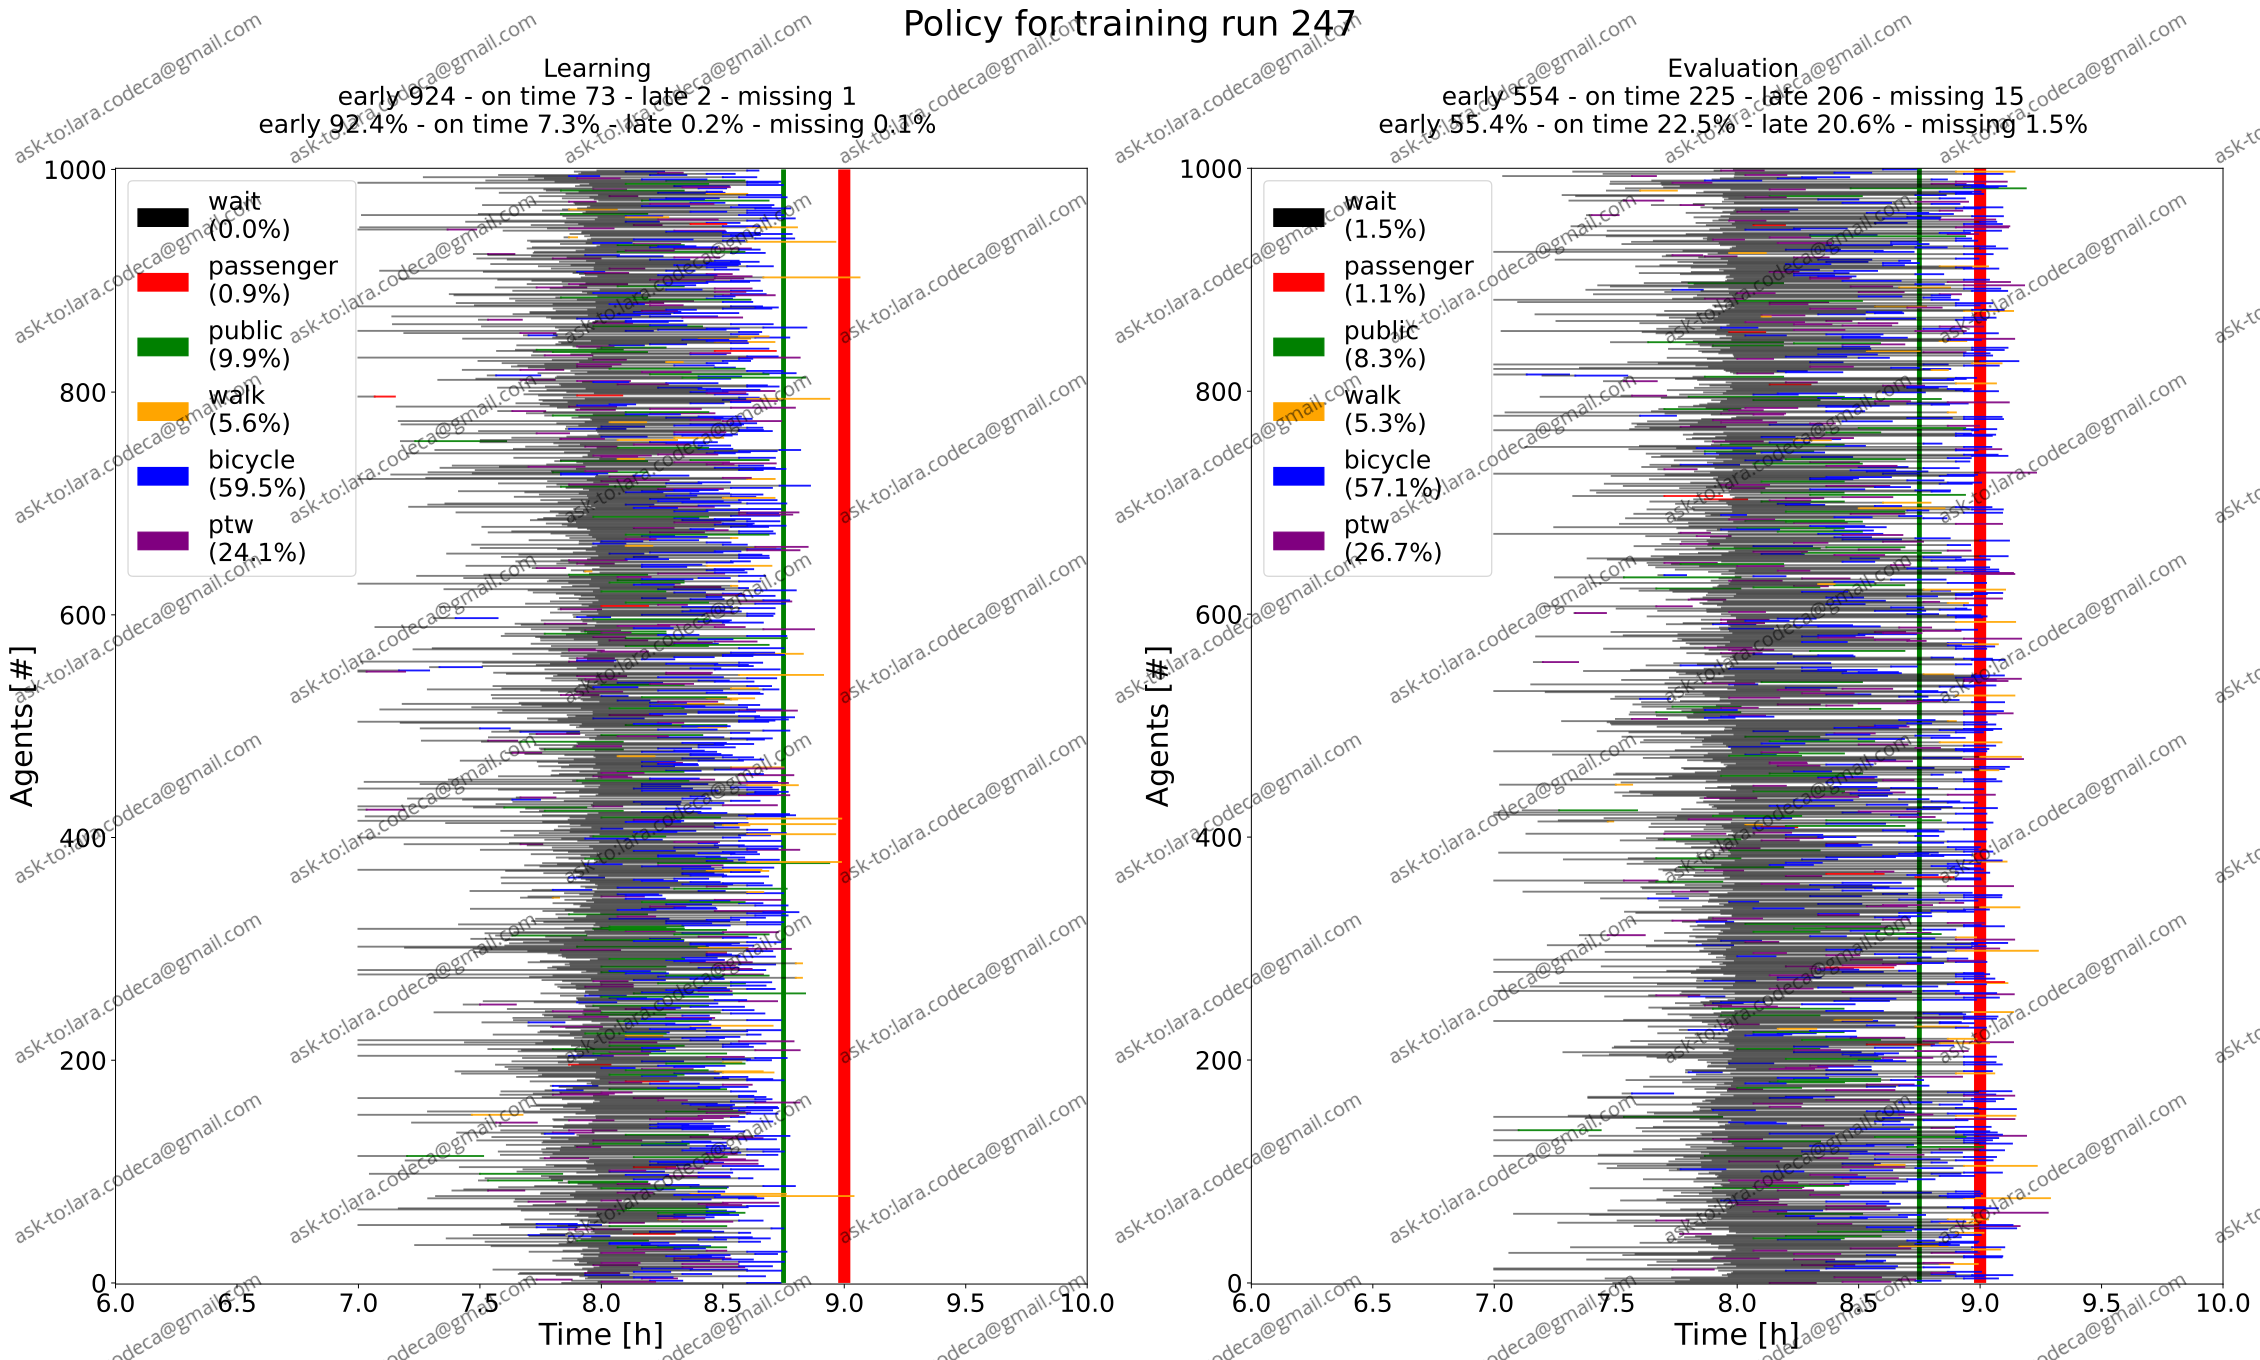 Policy for training run 247
Learning
early 924 - on time 73 - late 2 - missing 1
early 92.4% - on time 7.3% - late 0.2% - missing 0.1%
1000
800
600
400
200
0
Agents [#]
wait
(0.0%)
passenger
(0.9%)
public
(9.9%)
walk
(5.6%)
bicycle
(59.5%)
ptw
(24.1%)
6.0 6.5 7.0 7.5 8.0 8.5 9.0 9.5 10.0
Time [h]
Evaluation
early 554 - on time 225 - late 206 - missing 15
early 55.4% - on time 22.5% - late 20.6% - missing 1.5%
1000
800
600
400
200
0
Agents [#]
wait
(1.5%)
passenger
(1.1%)
public
(8.3%)
walk
(5.3%)
bicycle
(57.1%)
ptw
(26.7%)
6.0 6.5 7.0 7.5 8.0 8.5 9.0 9.5 10.0
Time [h]
ask-to:lara.codeca@gmail.com